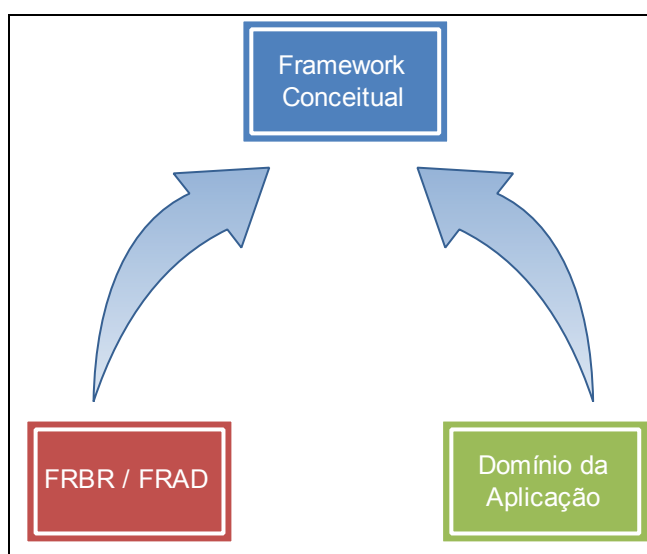 Framework
Conceitual
FRBR / FRAD
Domínio da
Aplicação